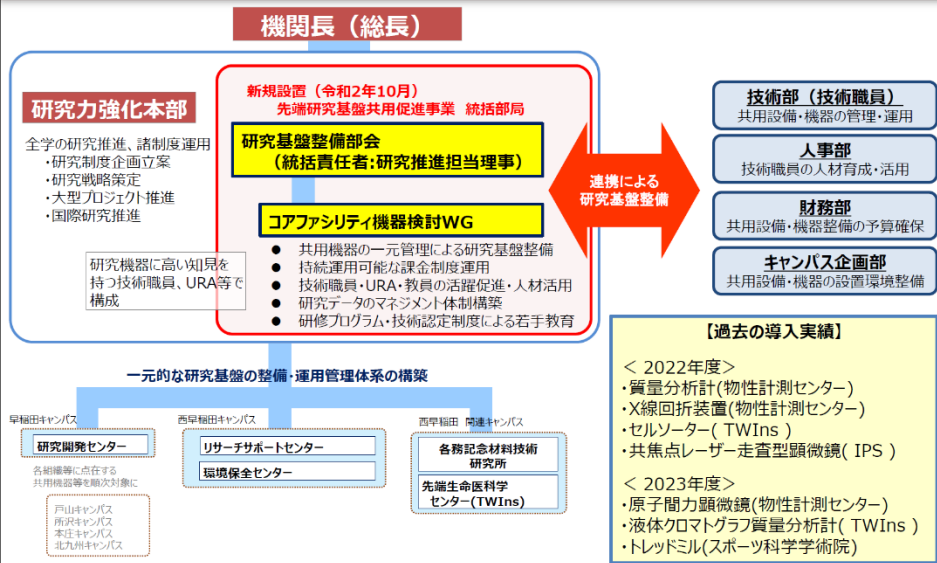 機関長（総長）
研究力強化本部
全学の研究推進、諸制度運用
・研究制度企画立案
・研究戦略策定
・大型プロジェクト推進
・国際研究推進
研究機器に高い知見を
持つ技術職員、URA等で
構成
新規設置（令和2年10月）
先端研究基盤共用促進事業　統括部局
研究基盤整備部会
（統括責任者:研究推進担当理事）
コアファシリティ機器検討WG
● 共用機器の一元管理による研究基盤整備
● 持続運用可能な課金制度運用
● 技術職員・URA・教員の活躍促進・人材活用
● 研究データのマネジメント体制構築
● 研修プログラム・技術認定制度による若手教育
連携による
研究基盤整備
技術部（技術職員）
共用設備・機器の管理・運用
人事部
技術職員の人材育成・活用
財務部
共用設備・機器整備の予算確保
キャンパス企画部
共用設備・機器の設置環境整備
一元的な研究基盤の整備・運用管理体系の構築
早稲田キャンパス
研究開発センター
各組織等に点在する
共用機器等を順次対象に
戸山キャンパス
所沢キャンパス
本庄キャンパス
北九州キャンパス
西早稲田キャンパス
リサーチサポートセンター
環境保全センター
西早稲田　関連キャンパス
各務記念材料技術
研究所
先端生命医科学
センター(TWIns)
【過去の導入実績】
＜ 2022年度＞
・質量分析計(物性計測センター)
・X線回折装置(物性計測センター)
・セルソーター( TWIns)
・共焦点レーザー走査型顕微鏡( IPS )
＜ 2023年度＞
・原子間力顕微鏡(物性計測センター)
・液体クロマトグラフ質量分析計( TWIns )
・トレッドミル(スポーツ科学学術院)